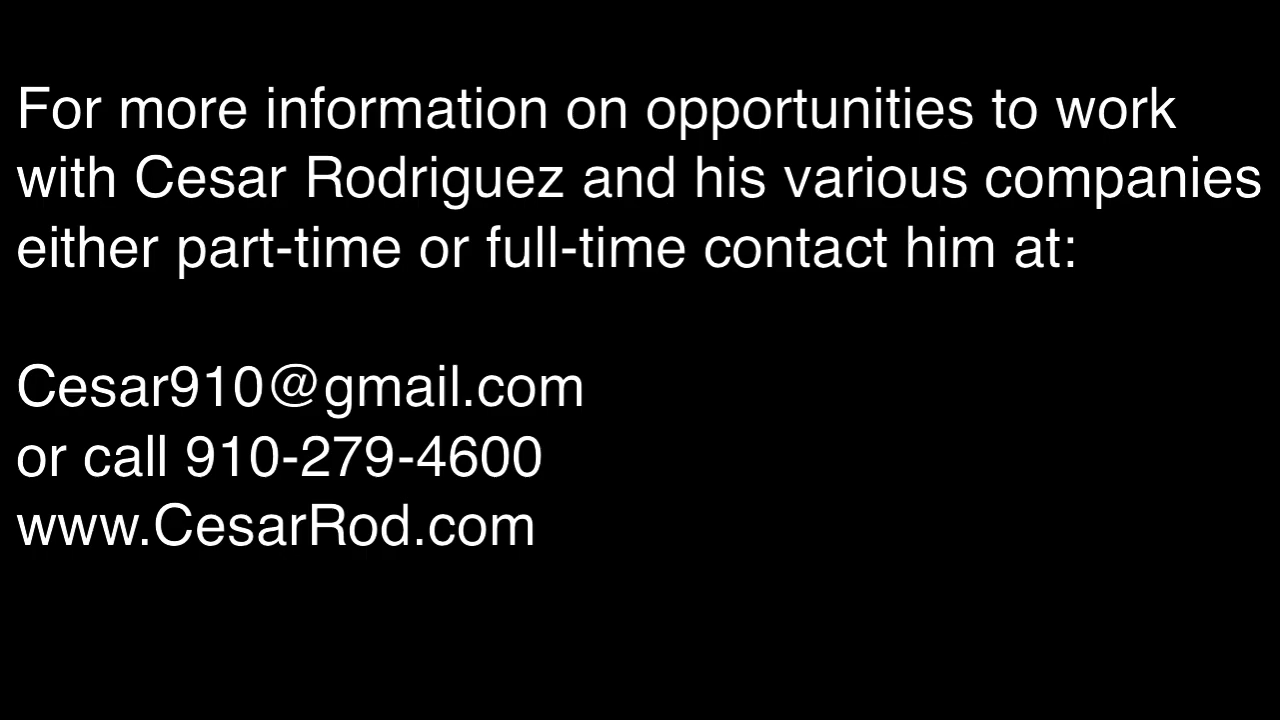 For more information on opportunities to work
with Cesar Rodriguez and his various companies
either part-time or full-time contact him at:
Cesar910@gmail.com
or call 910-279-4600
www.CesarRod.com